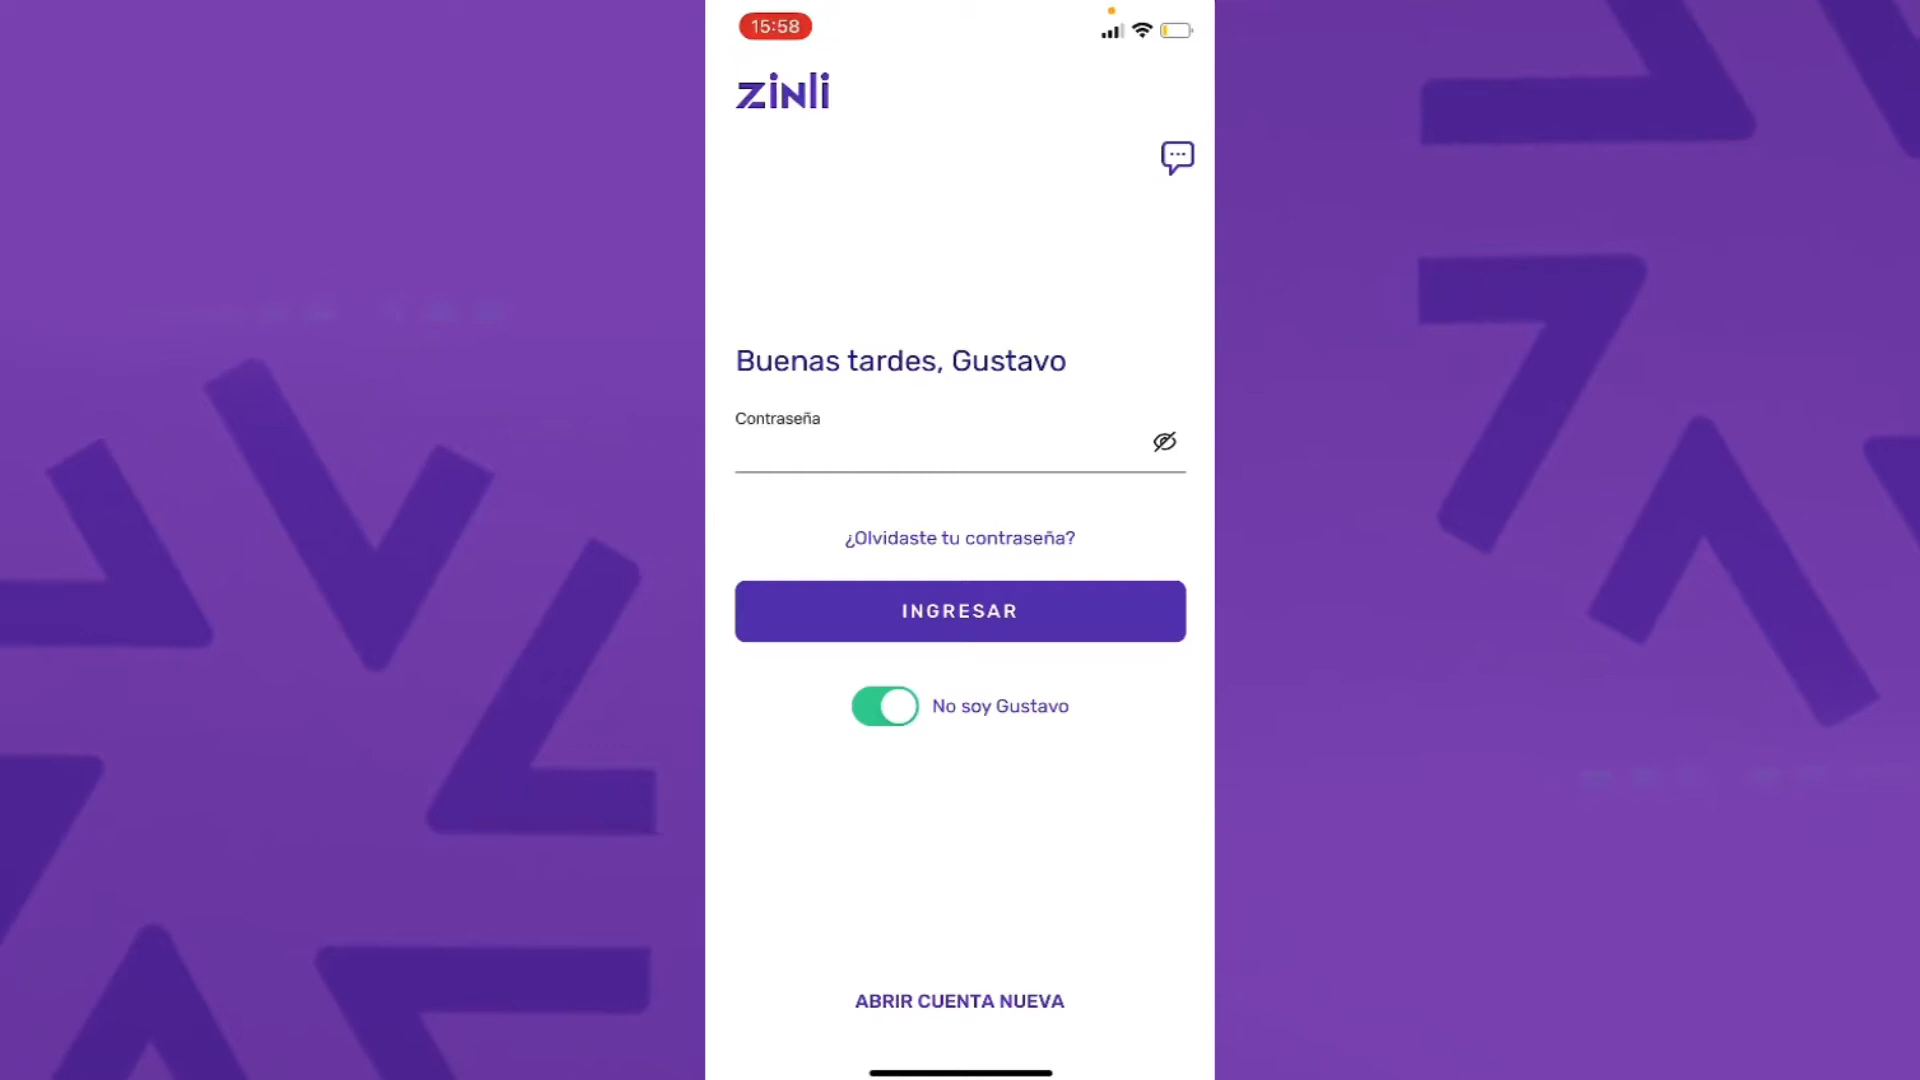 15:58
zinli
Buenas tardes, Gustavo
Contraseña
¿Olvidaste tu contraseña?
INGRESAR
No soy Gustavo
ABRIR CUENTA NUEVA